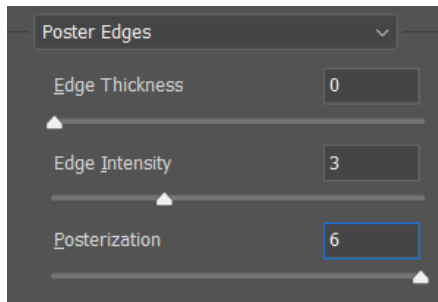 Poster Edges
Edge Thickness 0
Edge Intensity 3
Posterization 6